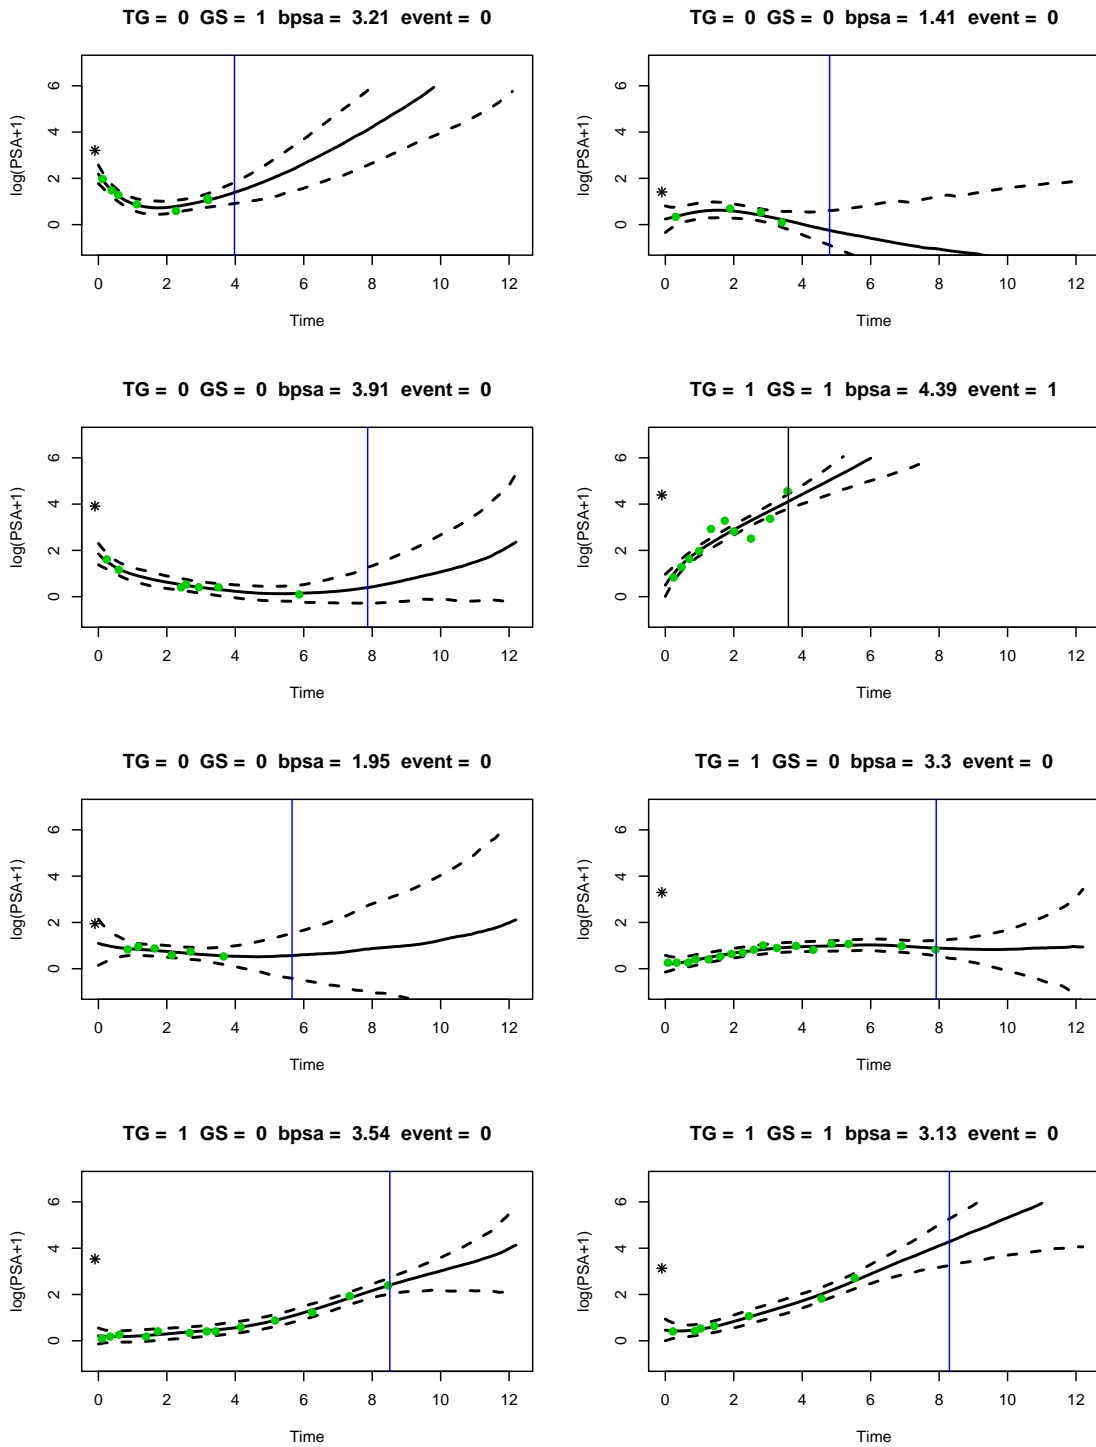 TG = 0 GS = 1 bpsa = 3.21 event = 0
log(PSA+1)
6
4
2
0
0 2 4 6 8 10 12
Time
TG = 0 GS = 0 bpsa = 1.41 event = 0
log(PSA+1)
6
4
2
0
0 2 4 6 8 10 12
Time
TG = 0 GS = 0 bpsa = 3.91 event = 0
log(PSA+1)
6
4
2
0
0 2 4 6 8 10 12
Time
TG = 1 GS = 1 bpsa = 4.39 event = 1
log(PSA+1)
6
4
2
0
0 2 4 6 8 10 12
Time
TG = 0 GS = 0 bpsa = 1.95 event = 0
log(PSA+1)
6
4
2
0
0 2 4 6 8 10 12
Time
TG = 1 GS = 0 bpsa = 3.3 event = 0
log(PSA+1)
6
4
2
0
0 2 4 6 8 10 12
Time
TG = 1 GS = 0 bpsa = 3.54 event = 0
log(PSA+1)
6
4
2
0
0 2 4 6 8 10 12
Time
TG = 1 GS = 1 bpsa = 3.13 event = 0
log(PSA+1)
6
4
2
0
0 2 4 6 8 10 12
Time